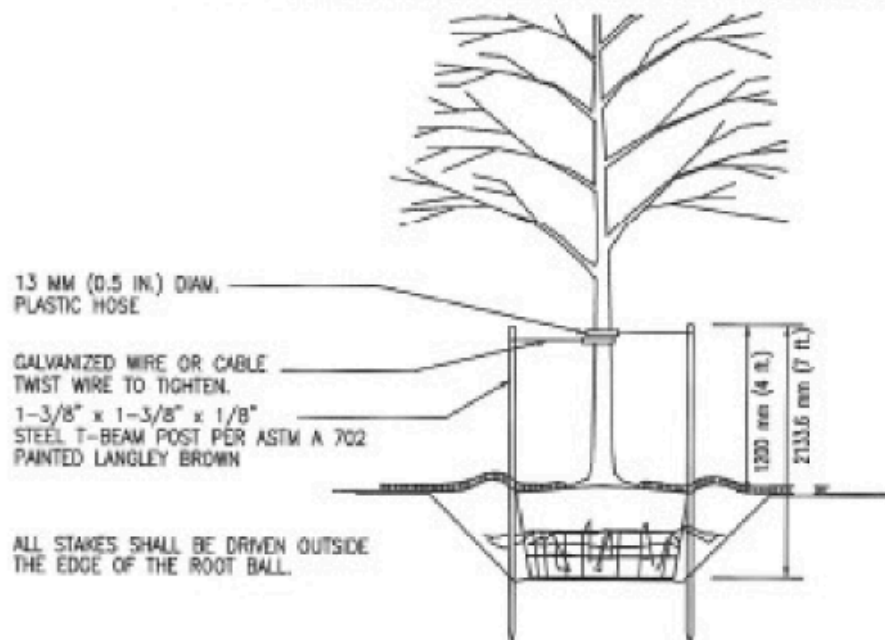 13 MM (0.5 IN.) DIAM.
PLASTIC HOSE
GALVANIZED WIRE OR CABLE
TWIST WIRE TO TIGHTEN.
1-3/8" x 1-3/8" x 1/8"
STEEL T-BEAM POST PER ASTM A 702
PAINTED LANGLEY BROWN
ALL STAKES SHALL BE DRIVEN OUTSIDE
THE EDGE OF THE ROOT BALL.
1200 mm (4 ft.)
2133.6 mm (7 ft.)